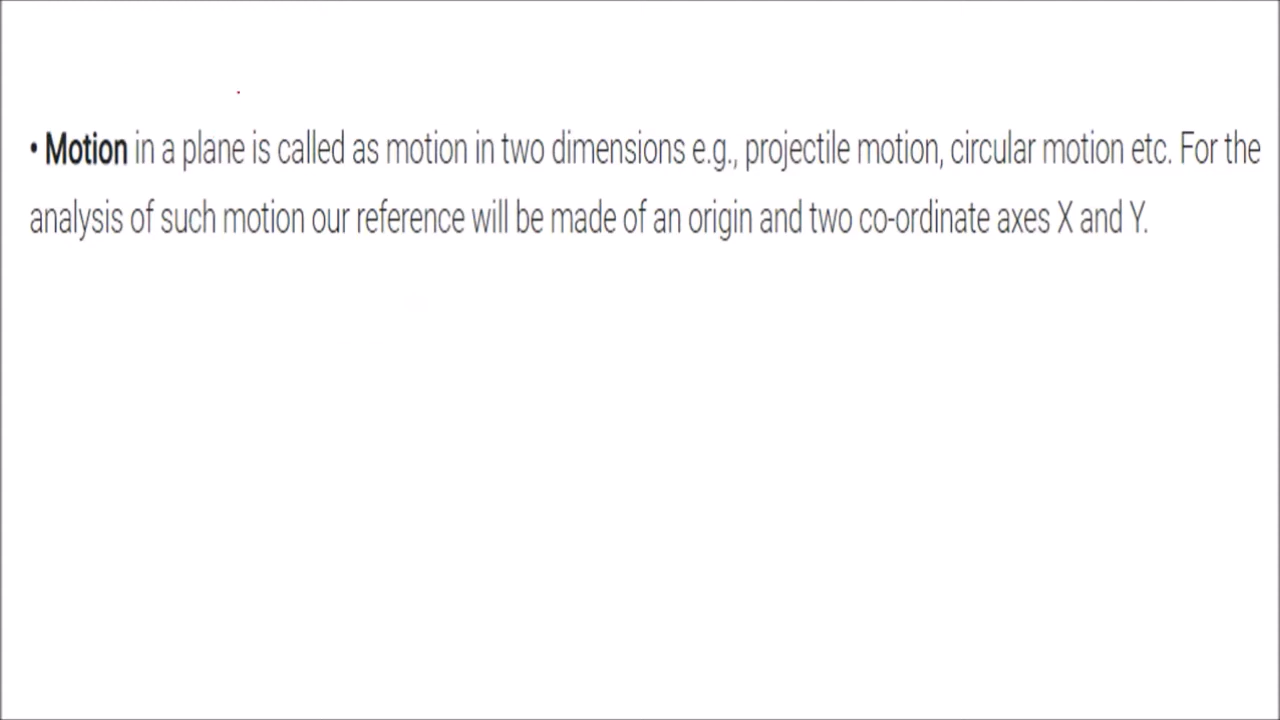 • Motion in a plane is called as motion in two dimensions e.g., projectile motion, circular motion etc. For the
analysis of such motion our reference will be made of an origin and two co-ordinate axes X and Y.